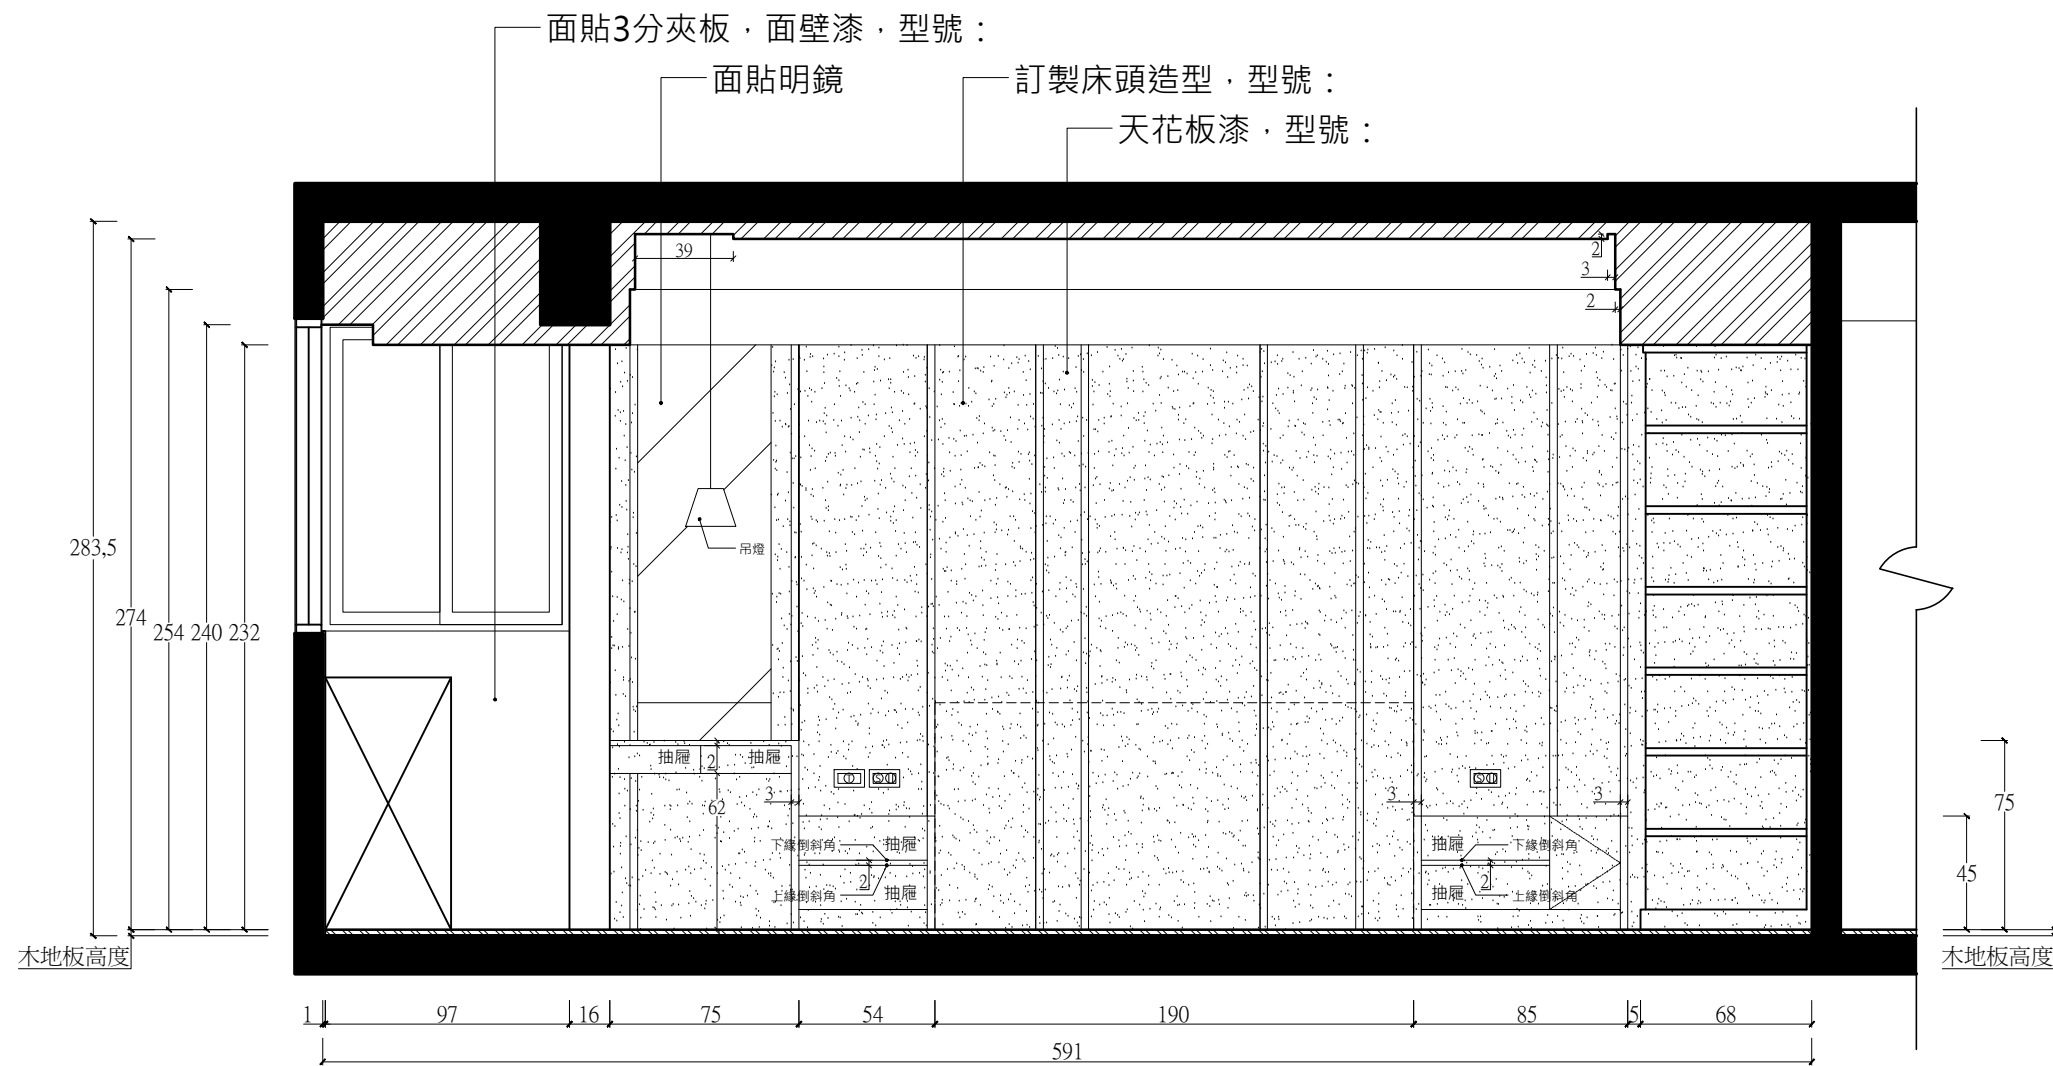 面貼3分夾板，面壁漆，型號：
面貼明鏡
訂製床頭造型，型號：
天花板漆，型號：
39
2
3
2
283,5
274
254
240
232
吊燈
抽屜
2
抽屜
62
3
3
3
下緣倒斜角
抽屜
2
上緣倒斜角
抽屜
抽屜
下緣倒斜角
2
抽屜
上緣倒斜角
75
45
木地板高度
木地板高度
1
97
16
75
54
190
85
5
68
591